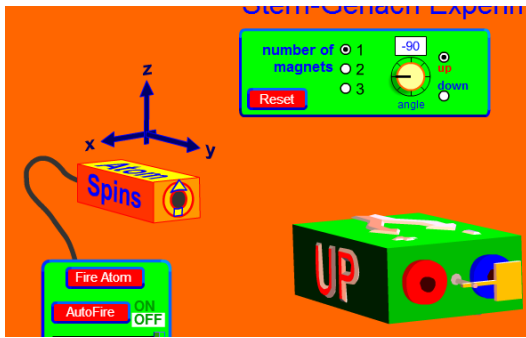 Stern-Gerlach Experim
number of
magnets
1
2
3
-90
up
down
angle
Reset
z
x
y
Atom
Spins
UP
Fire Atom
AutoFire
ON
OFF